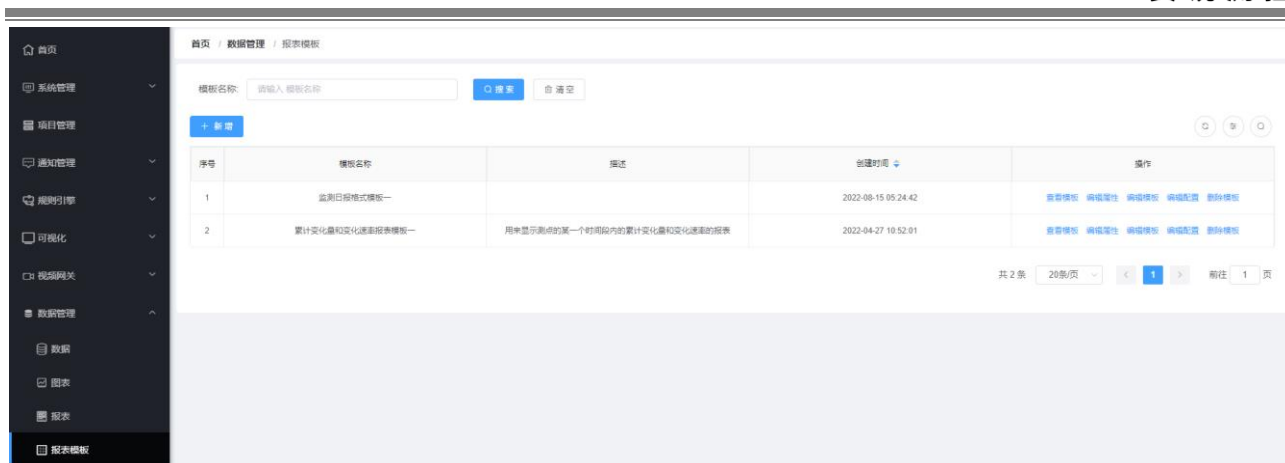 首页
系统管理
项目管理
通知管理
规则引擎
可视化
视频网关
数据管理
数据
图表
报表
报表模板
首页 / 数据管理 / 报表模板
模板名称: 请输入 模板名称 搜索 清空
+ 新增
序号 模板名称 描述 创建时间 操作
1 监测日报格式模板一 2022-08-15 05:24:42 查看模板 编辑属性 编辑模板 编辑配置 删除模板
2 累计变化量和变化速率报表模板一 用来显示测点的某一个时间段内的累计变化量和变化速率的报表 2022-04-27 10:52:01 查看模板 编辑属性 编辑模板 编辑配置 删除模板
共 2 条 20条/页 < 1 > 前往 1 页